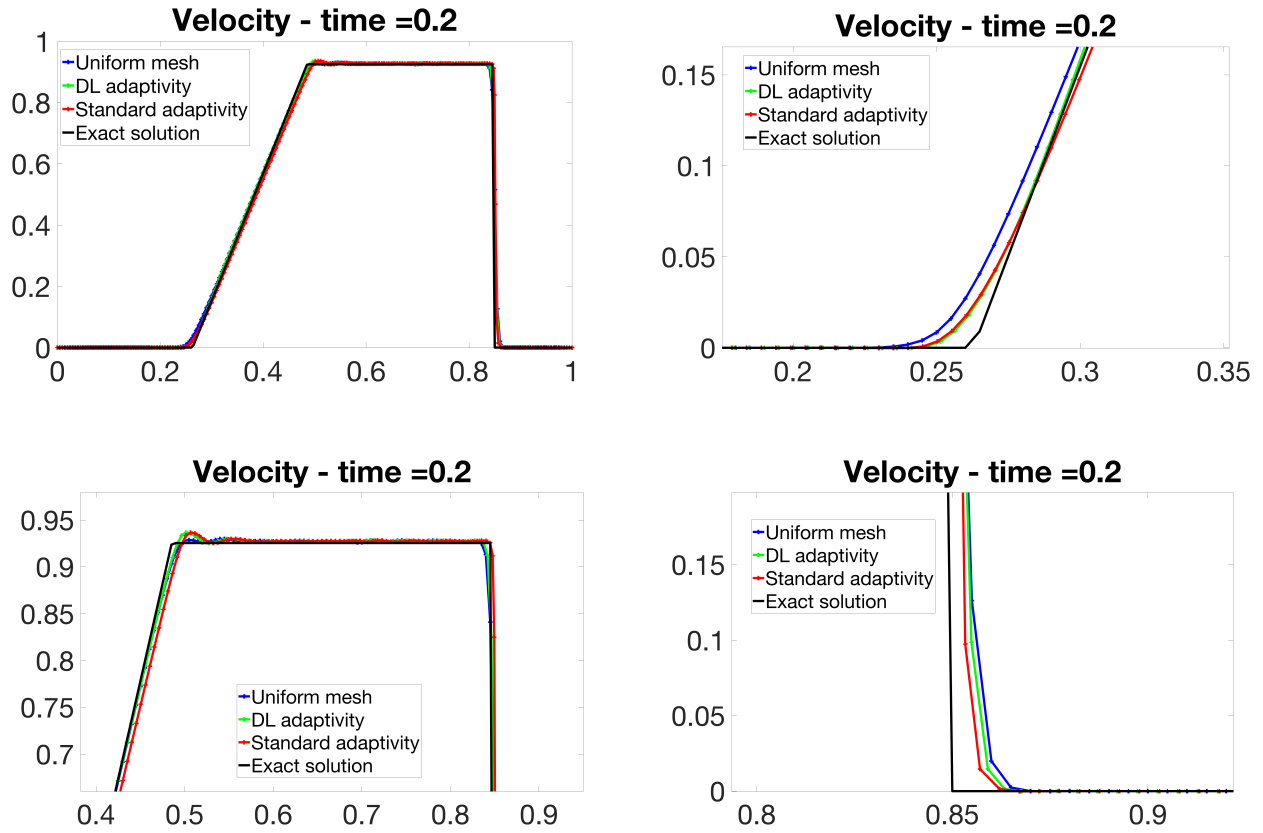 Velocity - time =0.2
1
0.8
0.6
0.4
0.2
0
Uniform mesh
DL adaptivity
Standard adaptivity
Exact solution
0 0.2 0.4 0.6 0.8 1
Velocity - time =0.2
0.15
0.1
0.05
0
Uniform mesh
DL adaptivity
Standard adaptivity
Exact solution
0.2 0.25 0.3 0.35
Velocity - time =0.2
0.95
0.9
0.85
0.8
0.75
0.7
Uniform mesh
DL adaptivity
Standard adaptivity
Exact solution
0.4 0.5 0.6 0.7 0.8 0.9
Velocity - time =0.2
0.15
0.1
0.05
0
Uniform mesh
DL adaptivity
Standard adaptivity
Exact solution
0.8 0.85 0.9